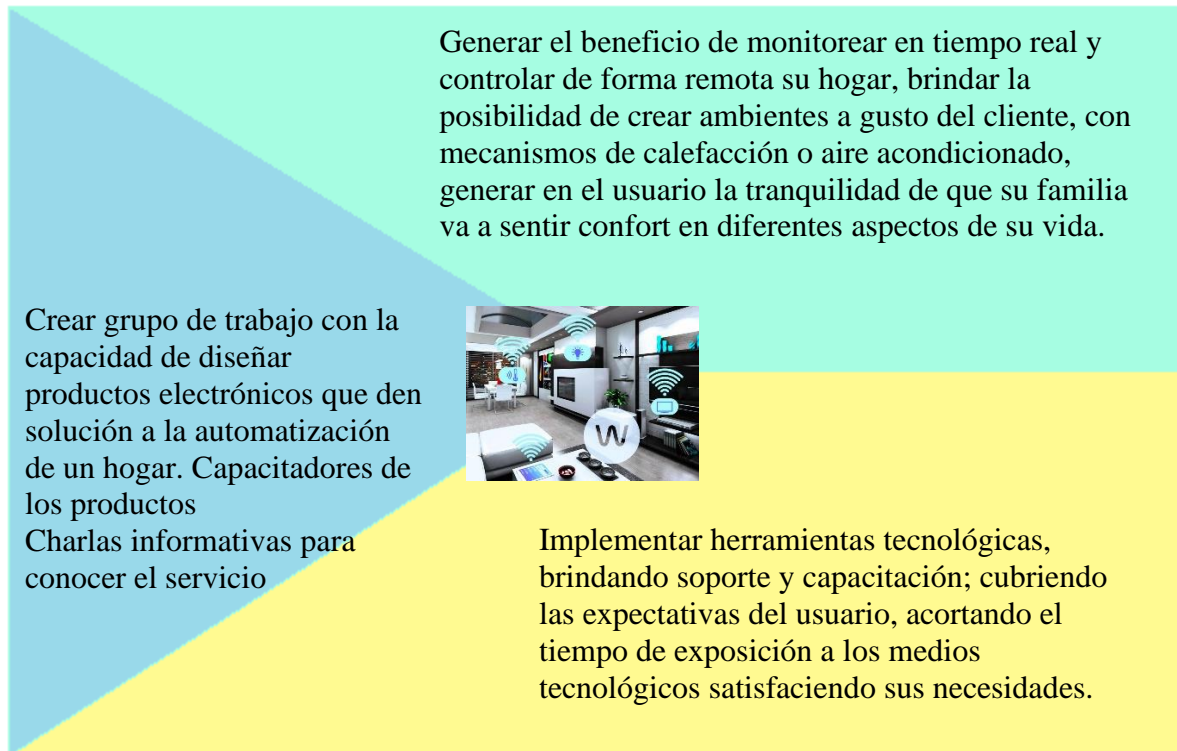 Generar el beneficio de monitorear en tiempo real y
controlar de forma remota su hogar, brindar la
posibilidad de crear ambientes a gusto del cliente, con
mecanismos de calefacción o aire acondicionado,
generar en el usuario la tranquilidad de que su familia
va a sentir confort en diferentes aspectos de su vida.
Crear grupo de trabajo con la
capacidad de diseñar
productos electrónicos que den
solución a la automatización
de un hogar. Capacitadores de
los productos
Charlas informativas para
conocer el servicio
W
Implementar herramientas tecnológicas,
brindando soporte y capacitación; cubriendo
las expectativas del usuario, acortando el
tiempo de exposición a los medios
tecnológicos satisfaciendo sus necesidades.